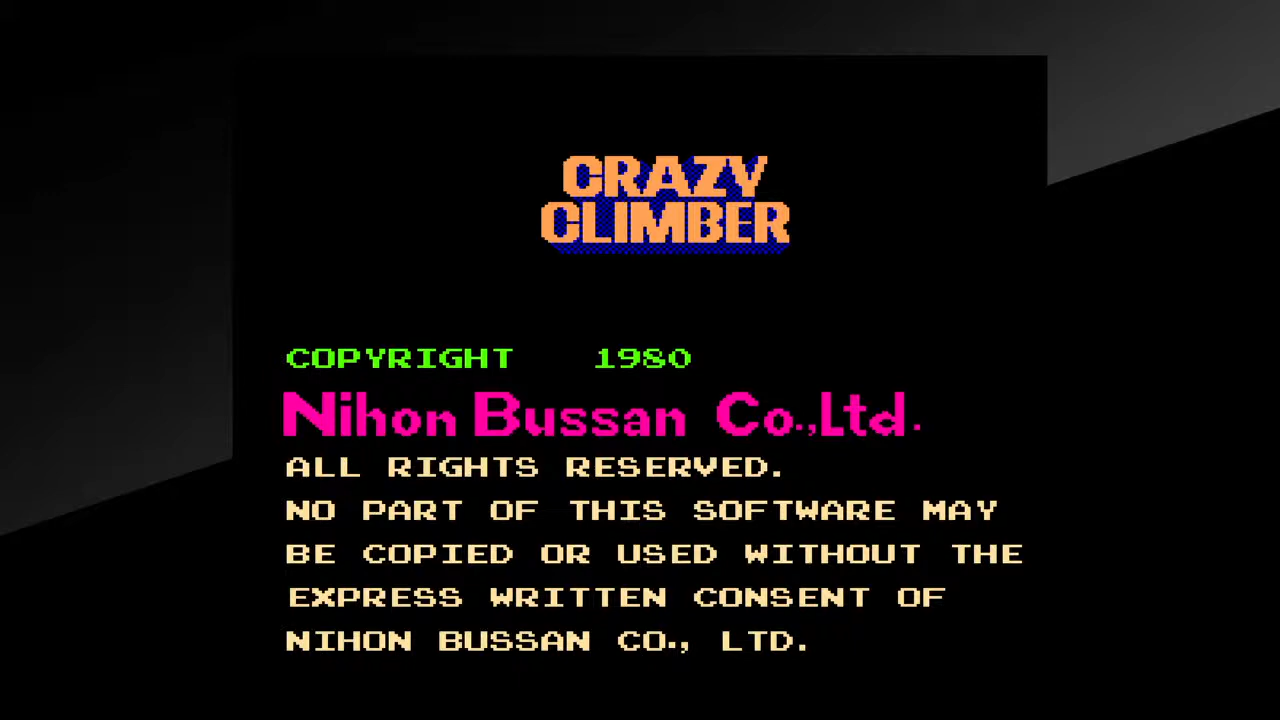 CRAZY
CLIMBER
COPYRIGHT 1980
Nihon Bussan Co.,Ltd.
ALL RIGHTS RESERVED.
NO PART OF THIS SOFTWARE MAY
BE COPIED OR USED WITHOUT THE
EXPRESS WRITTEN CONSENT OF
NIHON BUSSAN CO., LTD.